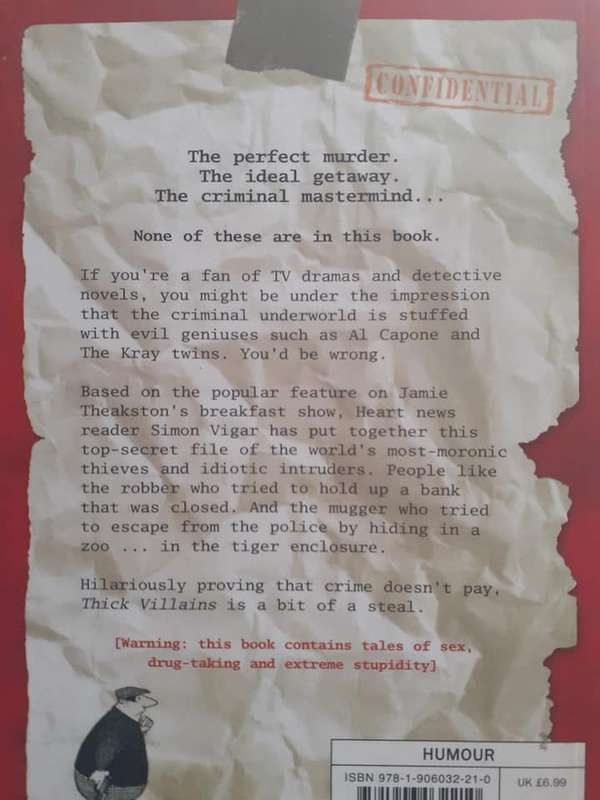 CONFIDENTIAL
The perfect murder.
The ideal getaway.
The criminal mastermind...
None of these are in this book.
If you're a fan of TV dramas and detective
novels, you might be under the impression
that the criminal underworld is stuffed
with evil geniuses such as Al Capone and
The Kray twins. You'd be wrong.
Based on the popular feature on Jamie
Theakston's breakfast show, Heart news
reader Simon Vigar has put together this
top-secret file of the world's most-moronic
thieves and idiotic intruders. People like
the robber who tried to hold up a bank
that was closed. And the mugger who tried
to escape from the police by hiding in a
zoo ... in the tiger enclosure.
Hilariously proving that crime doesn't pay,
Thick Villains is a bit of a steal.
[Warning: this book contains tales of sex,
drug-taking and extreme stupidity]
HUMOUR
ISBN 978-1-906032-21-0
UK £6.99